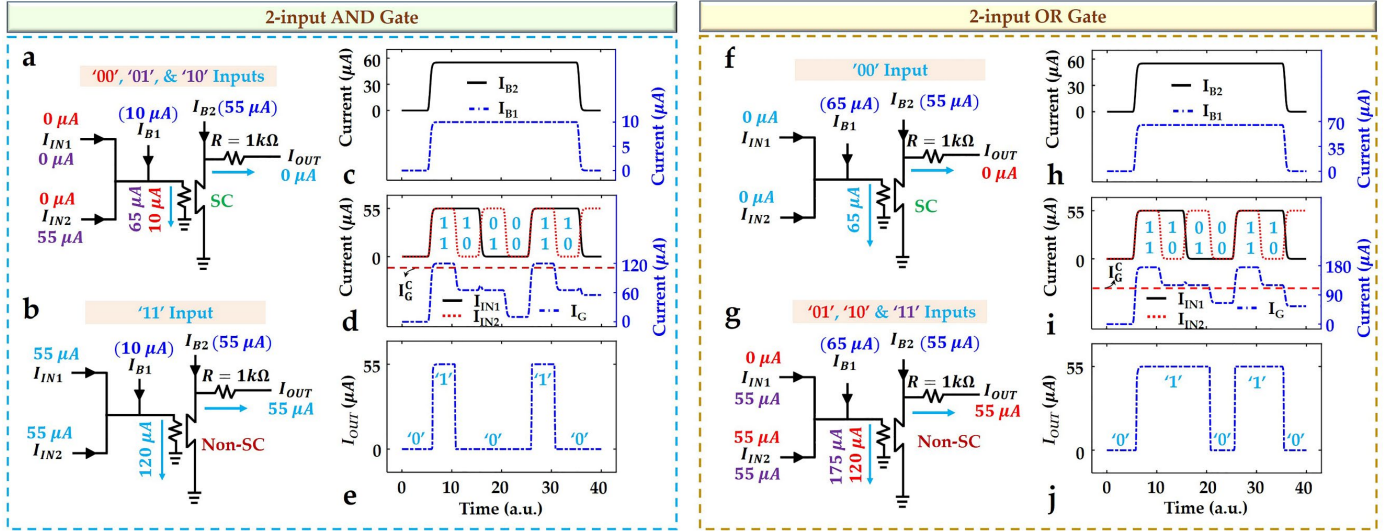 2-input AND Gate
a
'00', '01', & '10' Inputs
0 μA
I_IN1
0 μA
(10 μA)
I_B1
I_B2 (55 μA)
R = 1kΩ
I_OUT
0 μA
0 μA
I_IN2
55 μA
65 μA
10 μA
SC
b
'11' Input
55 μA
I_IN1
(10 μA)
I_B1
I_B2 (55 μA)
R = 1kΩ
I_OUT
55 μA
55 μA
I_IN2
120 μA
Non-SC
c
Current (μA)
60
30
0
I_B2
I_B1
10
5
0
Current (μA)
d
Current (μA)
55
0
1 1 0 0 1 1
1 0 1 0 1 0
I_G^C
I_IN1
I_IN2
I_G
120
60
0
Current (μA)
e
I_OUT (μA)
55
0
'0' '1' '0' '1' '0'
0 10 20 30 40
Time (a.u.)
2-input OR Gate
f
'00' Input
0 μA
I_IN1
(65 μA)
I_B1
I_B2 (55 μA)
R = 1kΩ
I_OUT
0 μA
0 μA
I_IN2
65 μA
SC
g
'01', '10' & '11' Inputs
0 μA
I_IN1
55 μA
(65 μA)
I_B1
I_B2 (55 μA)
R = 1kΩ
I_OUT
55 μA
55 μA
I_IN2
55 μA
175 μA
120 μA
Non-SC
h
Current (μA)
60
30
0
I_B2
I_B1
70
35
0
Current (μA)
i
Current (μA)
55
0
1 1 0 0 1 1
1 0 1 0 1 0
I_G^C
I_IN1
I_IN2
I_G
180
90
0
Current (μA)
j
I_OUT (μA)
55
0
'0' '1' '0' '1' '0'
0 10 20 30 40
Time (a.u.)